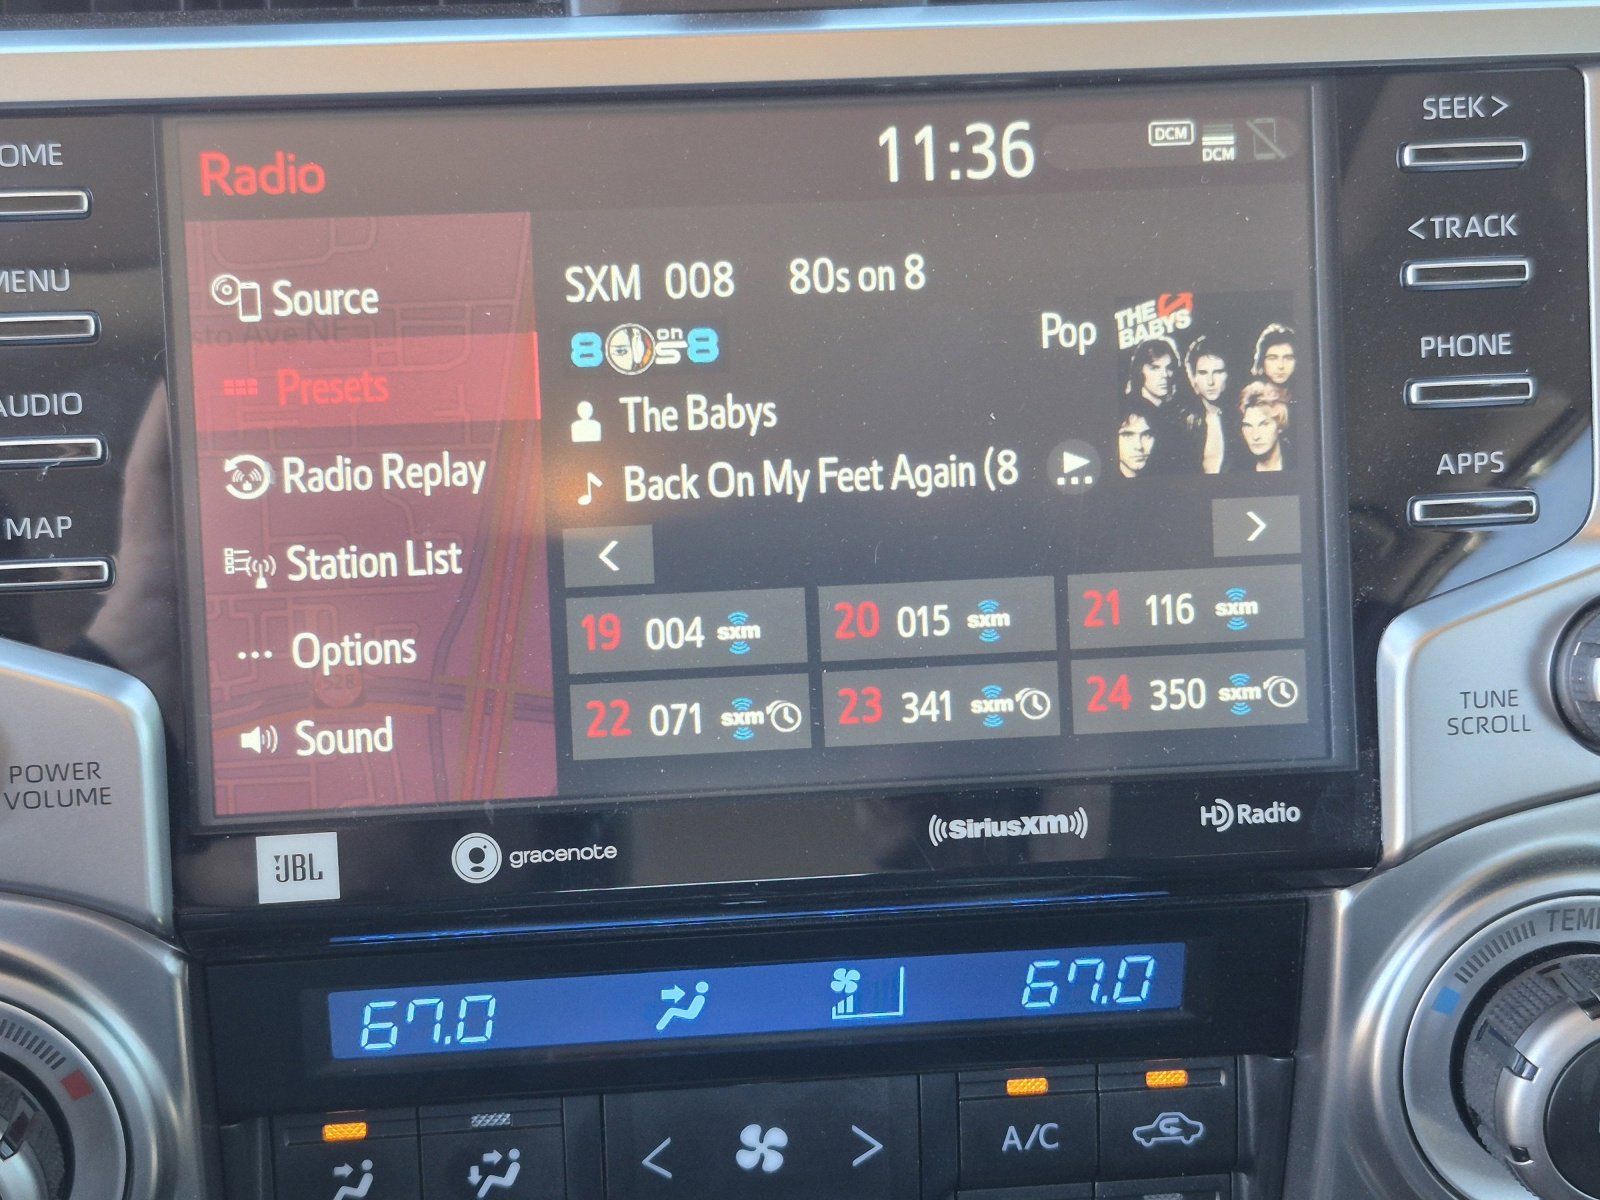 OME
MENU
AUDIO
MAP
POWER
VOLUME
Radio
11:36
DCM
DCM
Source
Presets
Radio Replay
Station List
Options
Sound
SXM 008 80s on 8
80s on 8
Pop
THE BABYS
The Babys
Back On My Feet Again (8
<
>
19 004 sxm
20 015 sxm
21 116 sxm
22 071 sxm
23 341 sxm
24 350 sxm
528
SEEK >
< TRACK
PHONE
APPS
TUNE
SCROLL
JBL
gracenote
((SiriusXM))
HD Radio
67.0
67.0
TEM
< >
A/C